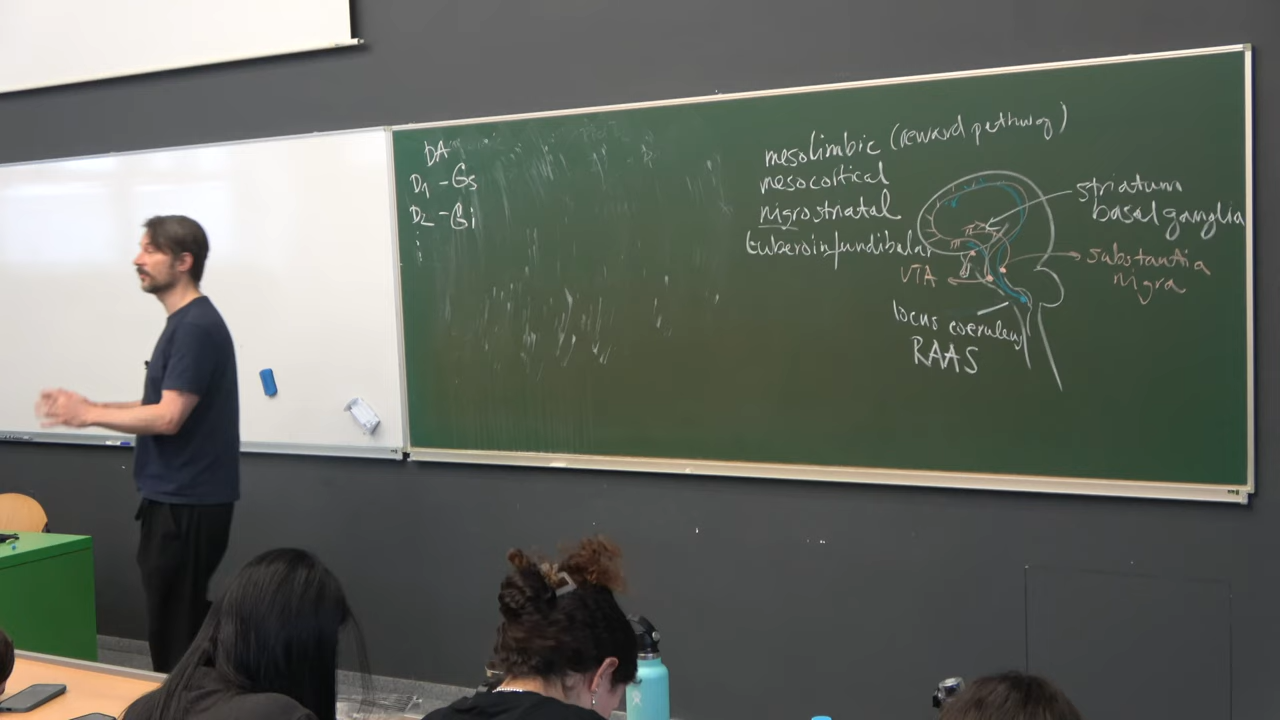 DA
D1 - Gs
D2 - Gi
mesolimbic (reward pathway)
mesocortical
nigrostriatal
tuberoinfundibular
VTA
striatum
basal ganglia
substantia
nigra
locus coeruleus
RAAS